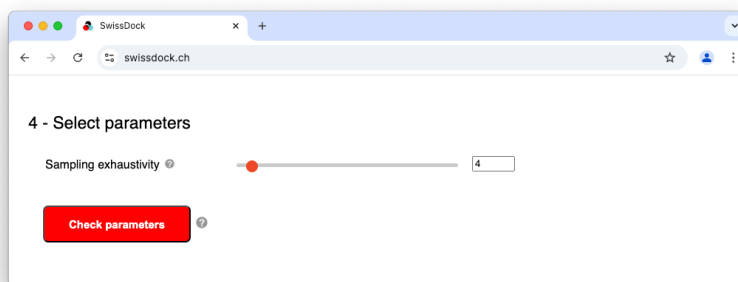 SwissDock
swissdock.ch
4 - Select parameters
Sampling exhaustivity ?
4
Check parameters ?